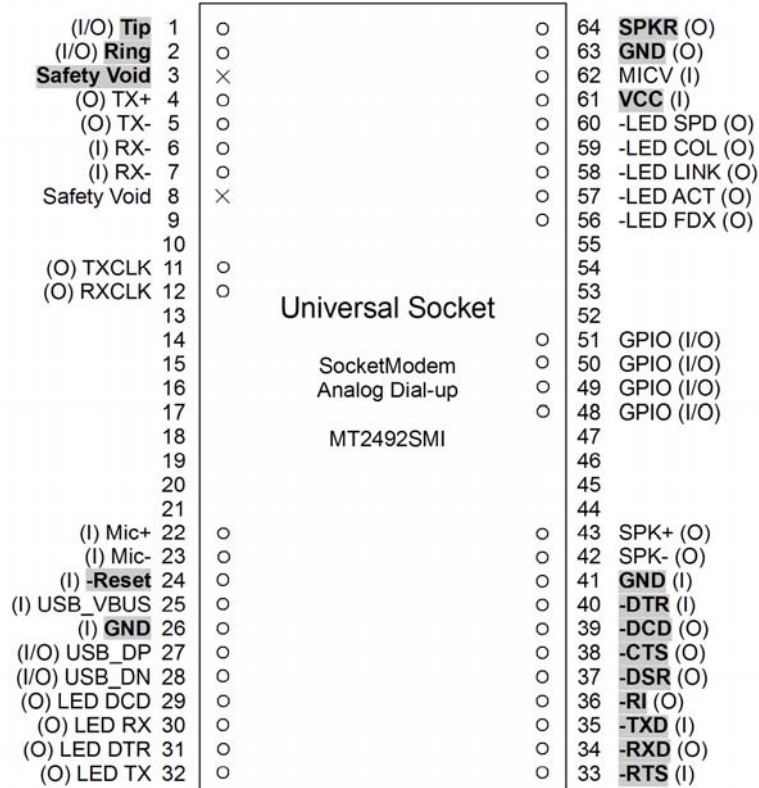 (I/O) Tip 1 o o 64 SPKR (O)
(I/O) Ring 2 o o 63 GND (O)
Safety Void 3 × o 62 MICV (I)
(O) TX+ 4 o o 61 VCC (I)
(O) TX- 5 o o 60 -LED SPD (O)
(I) RX- 6 o o 59 -LED COL (O)
(I) RX- 7 o o 58 -LED LINK (O)
Safety Void 8 × o 57 -LED ACT (O)
9 o 56 -LED FDX (O)
10 55
(O) TXCLK 11 o 54
(O) RXCLK 12 o 53
Universal Socket
13 52
14 o 51 GPIO (I/O)
15 SocketModem o 50 GPIO (I/O)
16 Analog Dial-up o 49 GPIO (I/O)
17 o 48 GPIO (I/O)
18 MT2492SMI 47
19 46
20 45
21 44
(I) Mic+ 22 o o 43 SPK+ (O)
(I) Mic- 23 o o 42 SPK- (O)
(I) -Reset 24 o o 41 GND (I)
(I) USB_VBUS 25 o o 40 -DTR (I)
(I) GND 26 o o 39 -DCD (O)
(I/O) USB_DP 27 o o 38 -CTS (O)
(I/O) USB_DN 28 o o 37 -DSR (O)
(O) LED DCD 29 o o 36 -RI (O)
(O) LED RX 30 o o 35 -TXD (I)
(O) LED DTR 31 o o 34 -RXD (O)
(O) LED TX 32 o o 33 -RTS (I)